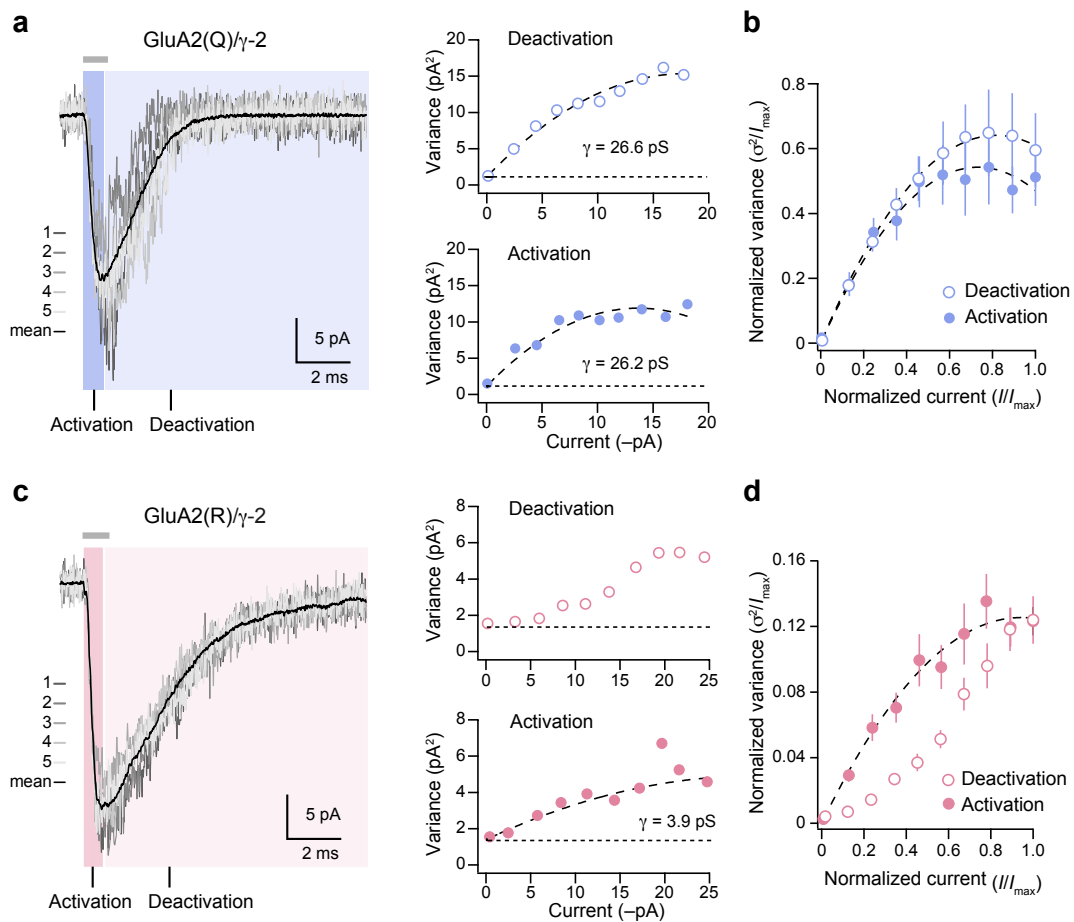 a
GluA2(Q)/γ-2
1
2
3
4
5
mean
5 pA
2 ms
Activation
Deactivation
Deactivation
Variance (pA²)
20
15
10
5
0
γ = 26.6 pS
0
5
10
15
20
Activation
Variance (pA²)
20
15
10
5
0
γ = 26.2 pS
0
5
10
15
20
Current (–pA)
b
Normalized variance (σ²/Imax)
0.8
0.6
0.4
0.2
0
Deactivation
Activation
0
0.2
0.4
0.6
0.8
1.0
Normalized current (I/Imax)
c
GluA2(R)/γ-2
1
2
3
4
5
mean
5 pA
2 ms
Activation
Deactivation
Deactivation
Variance (pA²)
8
6
4
2
0
0
5
10
15
20
25
Activation
Variance (pA²)
8
6
4
2
0
γ = 3.9 pS
0
5
10
15
20
25
Current (–pA)
d
Normalized variance (σ²/Imax)
0.16
0.12
0.08
0.04
0
Deactivation
Activation
0
0.2
0.4
0.6
0.8
1.0
Normalized current (I/Imax)